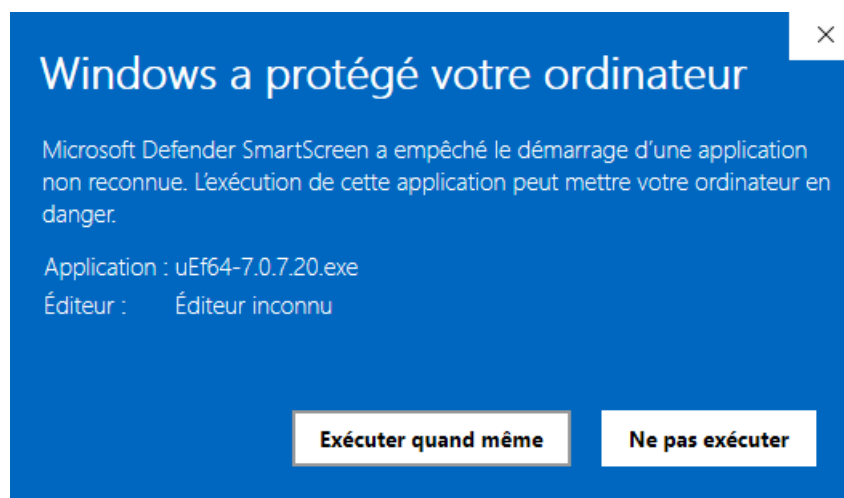 Windows a protégé votre ordinateur
Microsoft Defender SmartScreen a empêché le démarrage d’une application
non reconnue. L’exécution de cette application peut mettre votre ordinateur en
danger.
Application : uEf64-7.0.7.20.exe
Éditeur : Éditeur inconnu
Exécuter quand même Ne pas exécuter